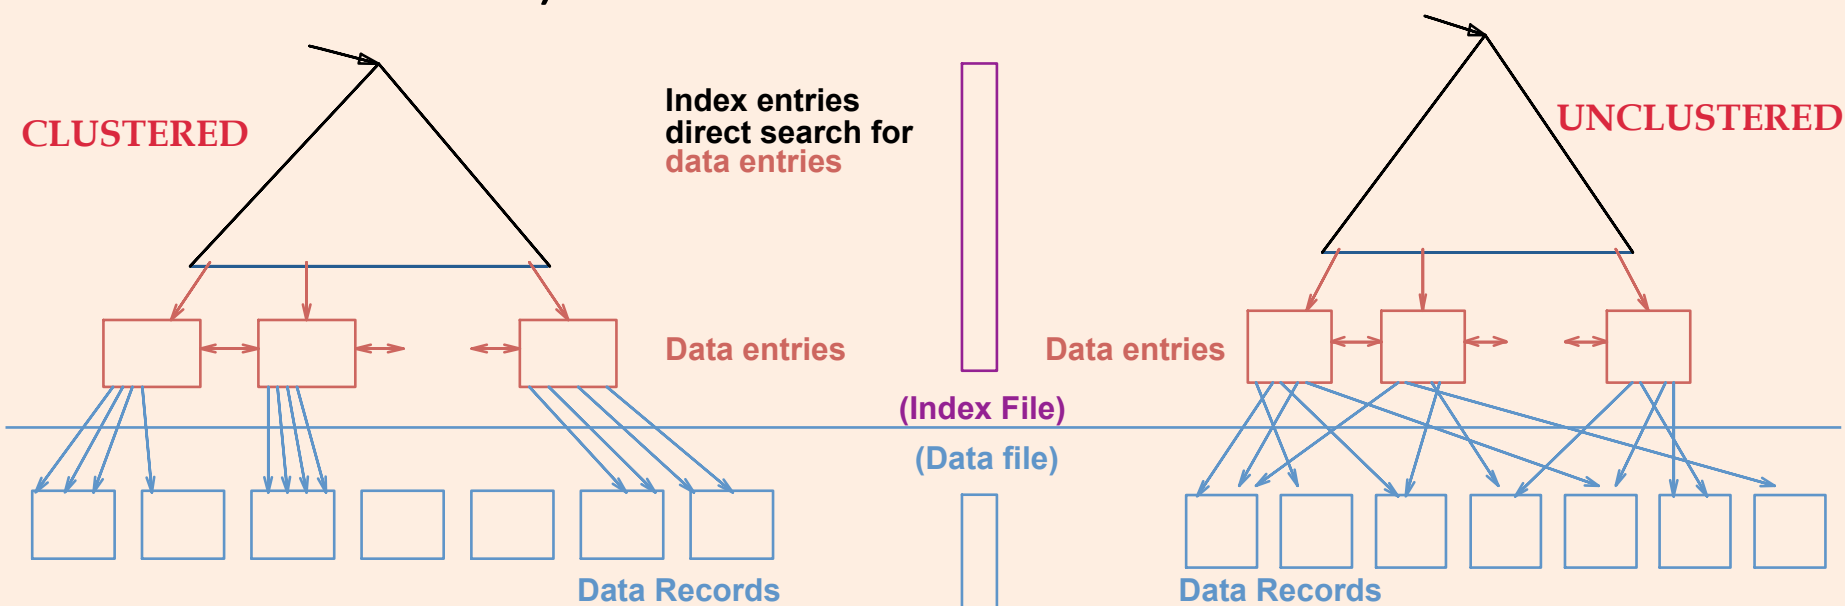 CLUSTERED
Index entries
direct search for
data entries
UNCLUSTERED
Data entries
Data entries
(Index File)
(Data file)
Data Records
Data Records